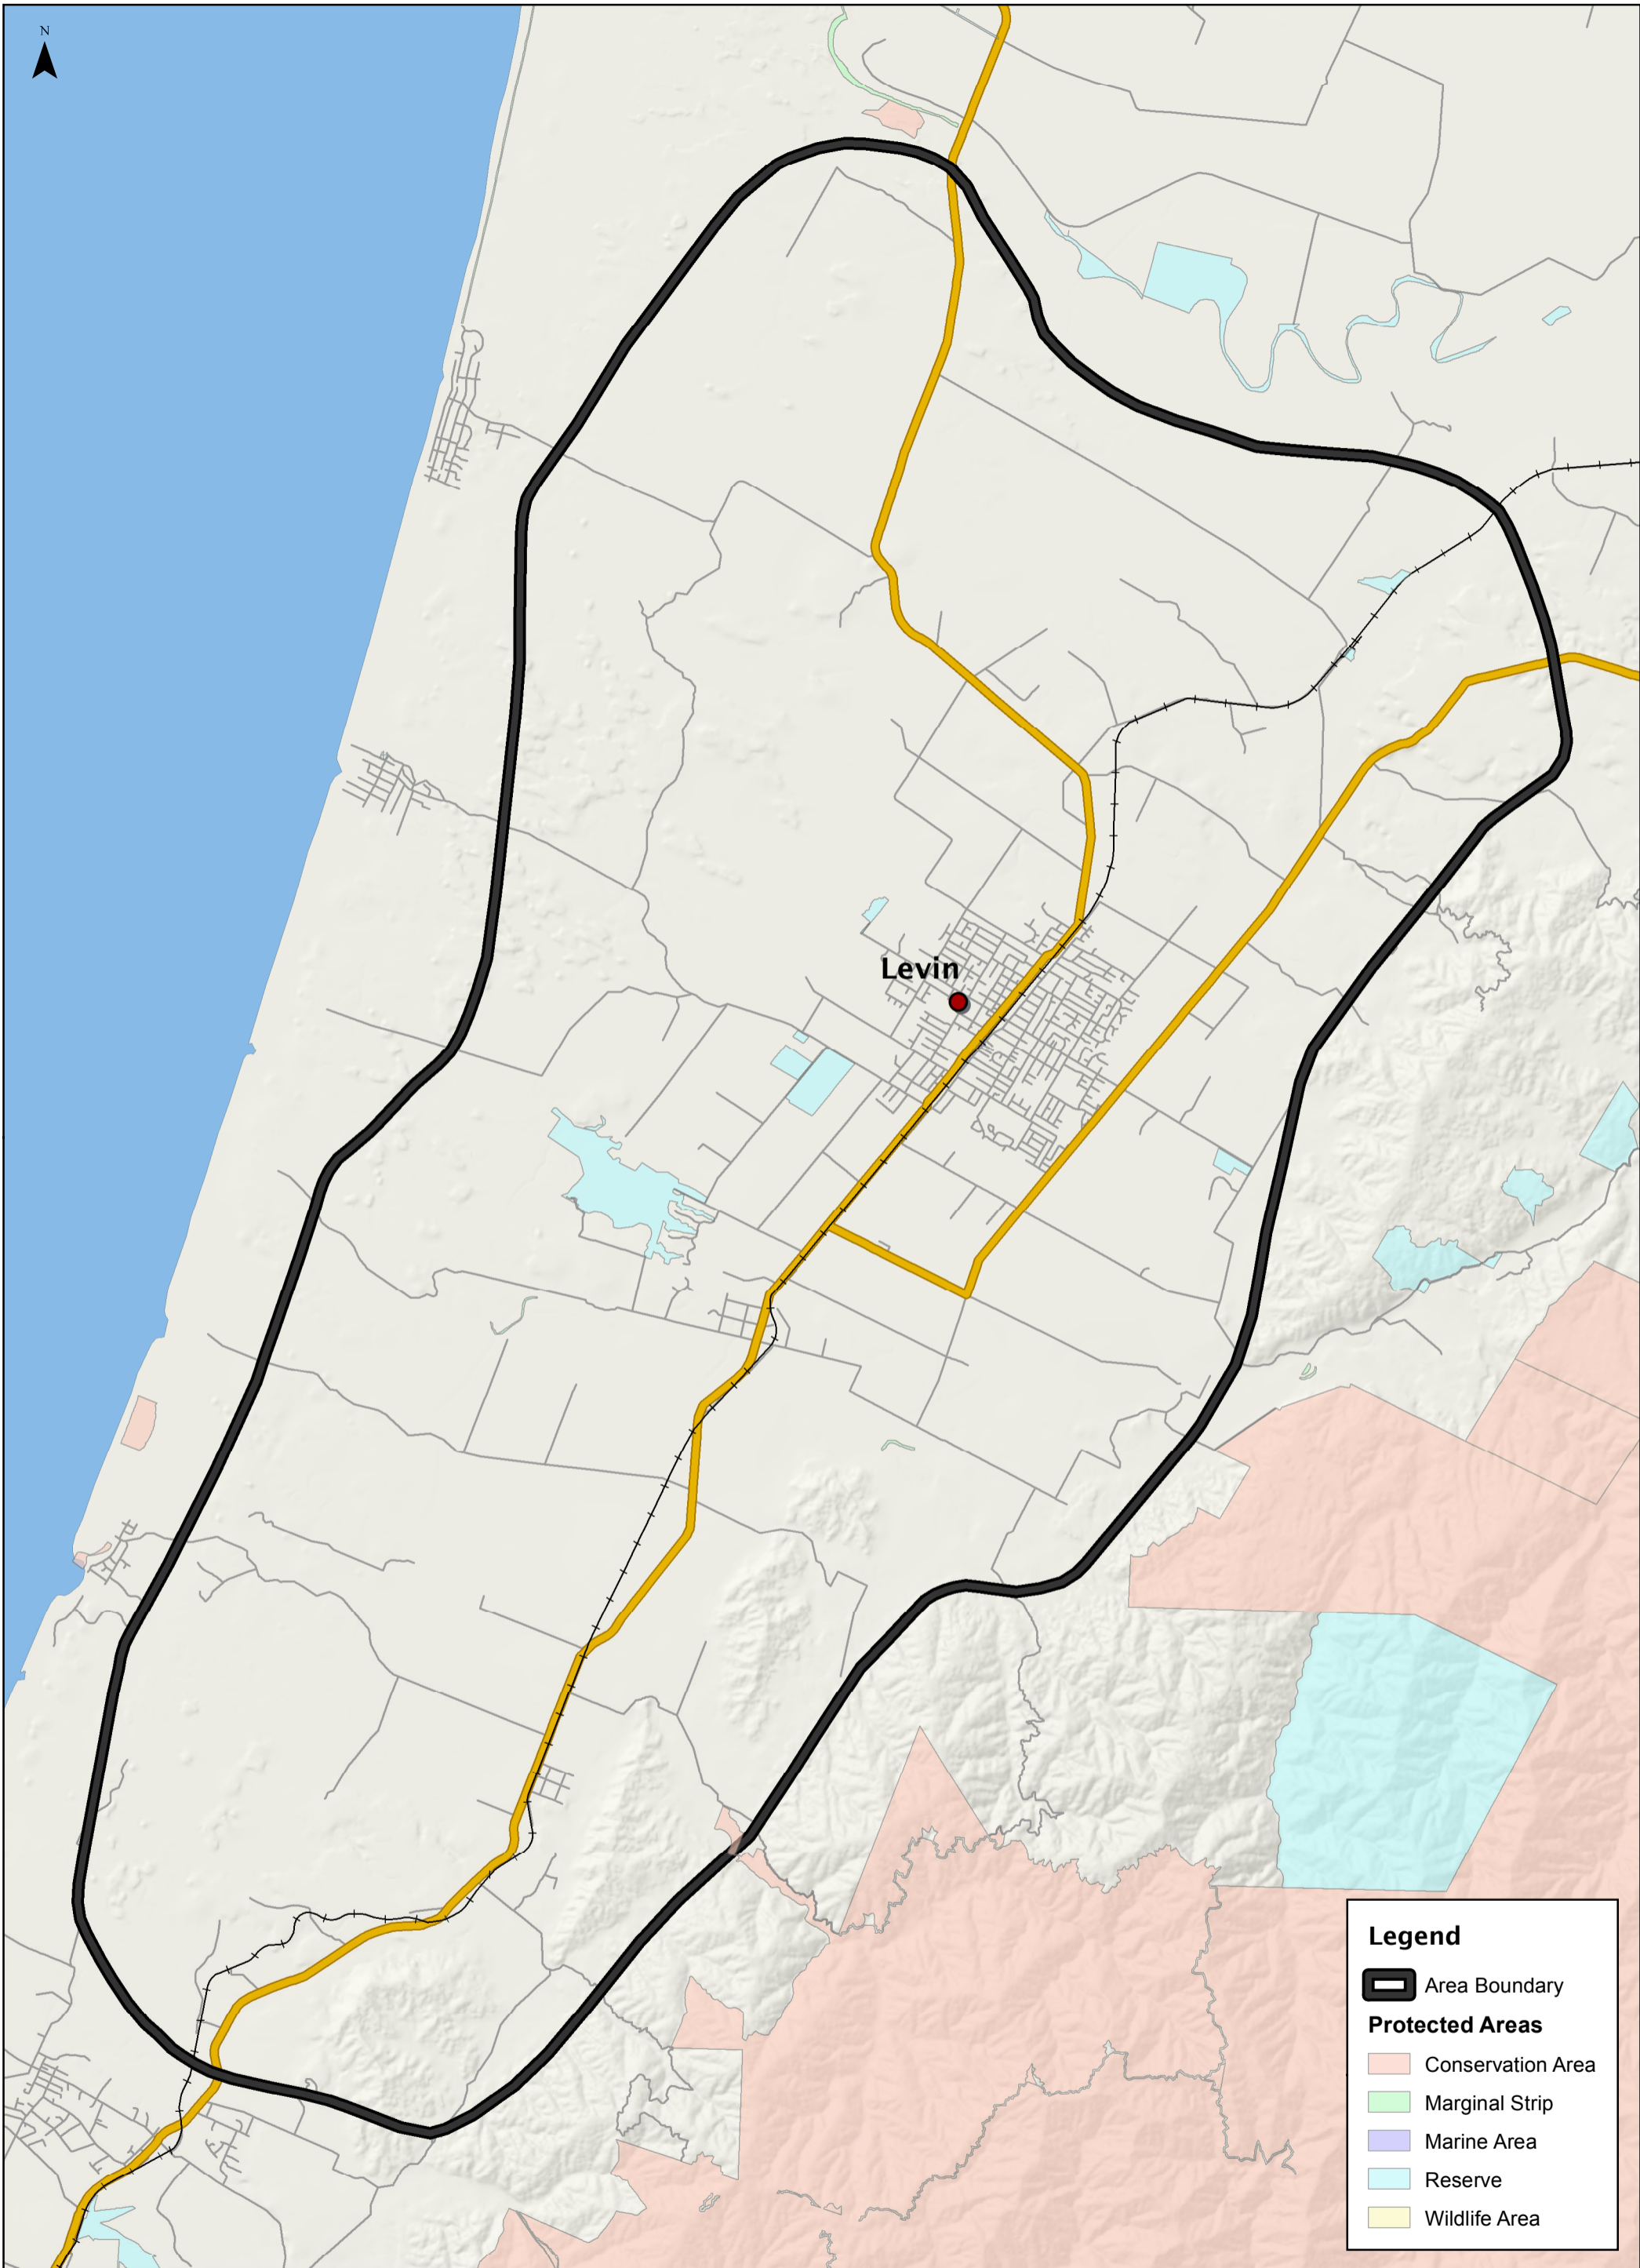 N
Levin
Legend
Area Boundary
Protected Areas
Conservation Area
Marginal Strip
Marine Area
Reserve
Wildlife Area